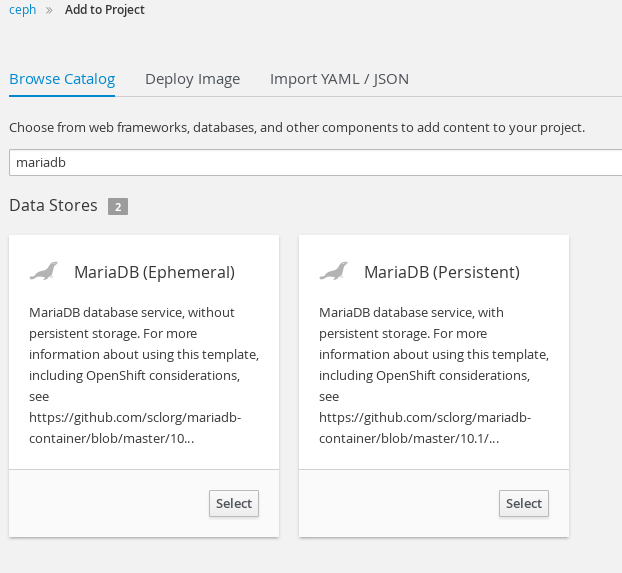 ceph » Add to Project
Browse Catalog Deploy Image Import YAML / JSON
Choose from web frameworks, databases, and other components to add content to your project.
mariadb
Data Stores 2
MariaDB (Ephemeral)
MariaDB database service, without
persistent storage. For more
information about using this template,
including OpenShift considerations,
see
https://github.com/sclorg/mariadb-
container/blob/master/10...
Select
MariaDB (Persistent)
MariaDB database service, with
persistent storage. For more
information about using this template,
including OpenShift considerations,
see
https://github.com/sclorg/mariadb-
container/blob/master/10.1/...
Select